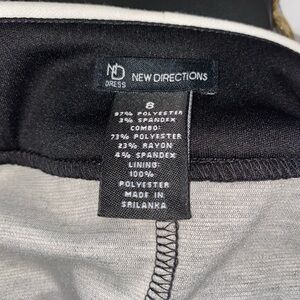 ND
DRESS
NEW DIRECTIONS
8
97% POLYESTER
3% SPANDEX
COMBO:
73% POLYESTER
23% RAYON
4% SPANDEX
LINING:
100%
POLYESTER
MADE IN
SRILANKA